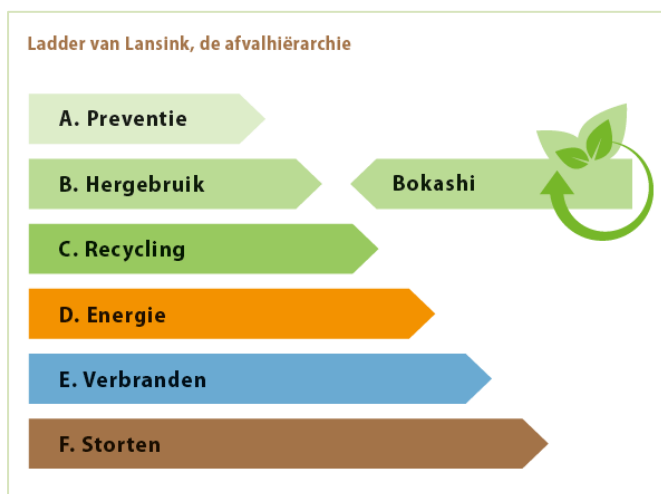 Ladder van Lansink, de afvalhiërarchie
A. Preventie
B. Hergebruik
Bokashi
C. Recycling
D. Energie
E. Verbranden
F. Storten